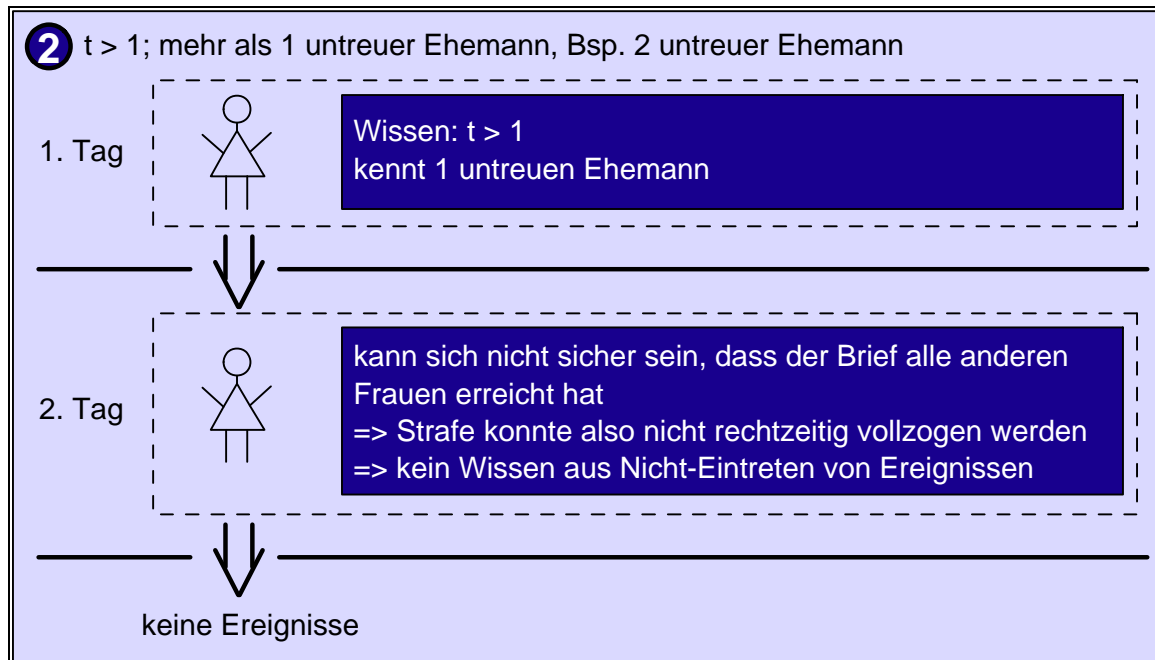 2 t > 1; mehr als 1 untreuer Ehemann, Bsp. 2 untreuer Ehemann
1. Tag
Wissen: t > 1
kennt 1 untreuen Ehemann
2. Tag
kann sich nicht sicher sein, dass der Brief alle anderen
Frauen erreicht hat
=> Strafe konnte also nicht rechtzeitig vollzogen werden
=> kein Wissen aus Nicht-Eintreten von Ereignissen
keine Ereignisse